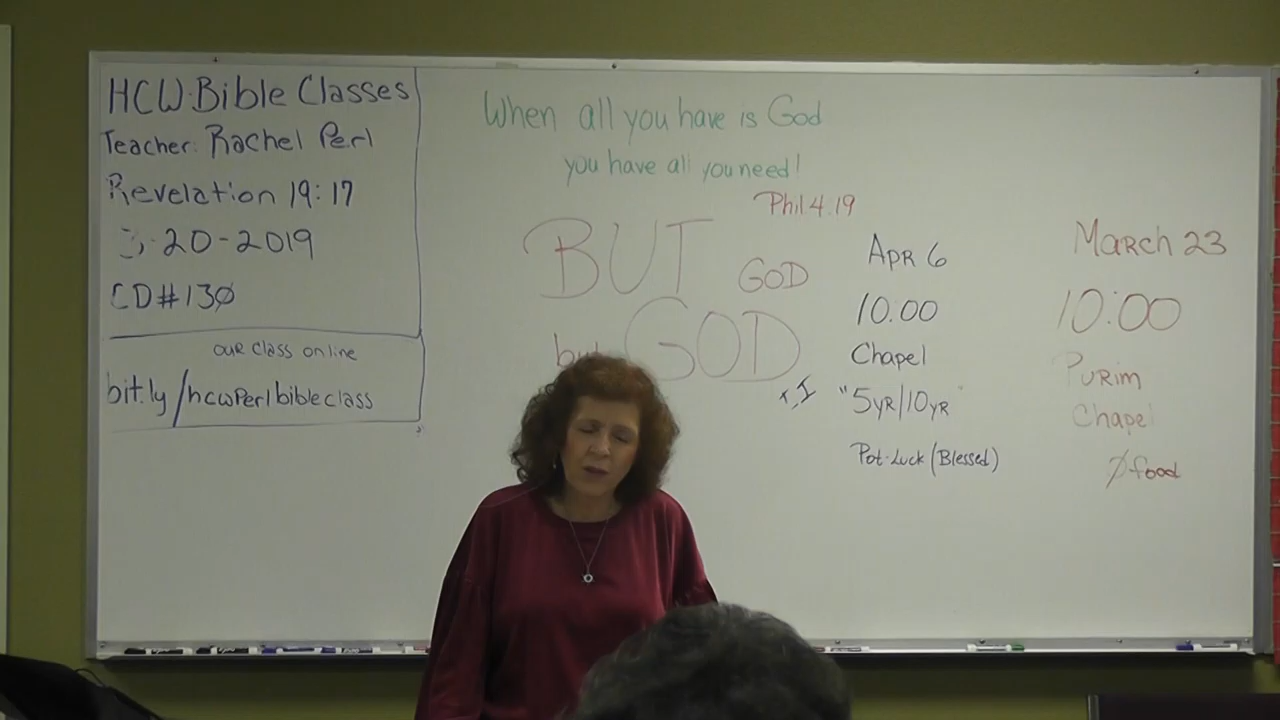 HCW Bible Classes
Teacher: Rachel Perl
Revelation 19:17
3-20-2019
CD#130
our class online
bit.ly/hcwPerlbibleclass
When all you have is God
you have all you need!
Phil 4:19
BUT GOD
but GOD
Apr 6
10:00
Chapel
"5yr/10yr"
Pot-Luck (Blessed)
March 23
10:00
Purim
Chapel
Ø food